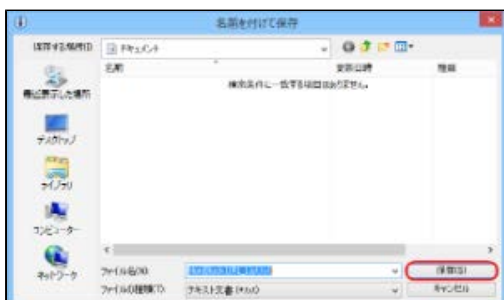 名前を付けて保存
保存する場所(I)
ドキュメント
名前
更新日時
種類
検索条件に一致する項目はありません。
最近表示した場所
デスクトップ
ライブラリ
コンピューター
ネットワーク
ファイル名(N)
保存(S)
ファイルの種類(T):
テキスト文書 (*.txt)
キャンセル